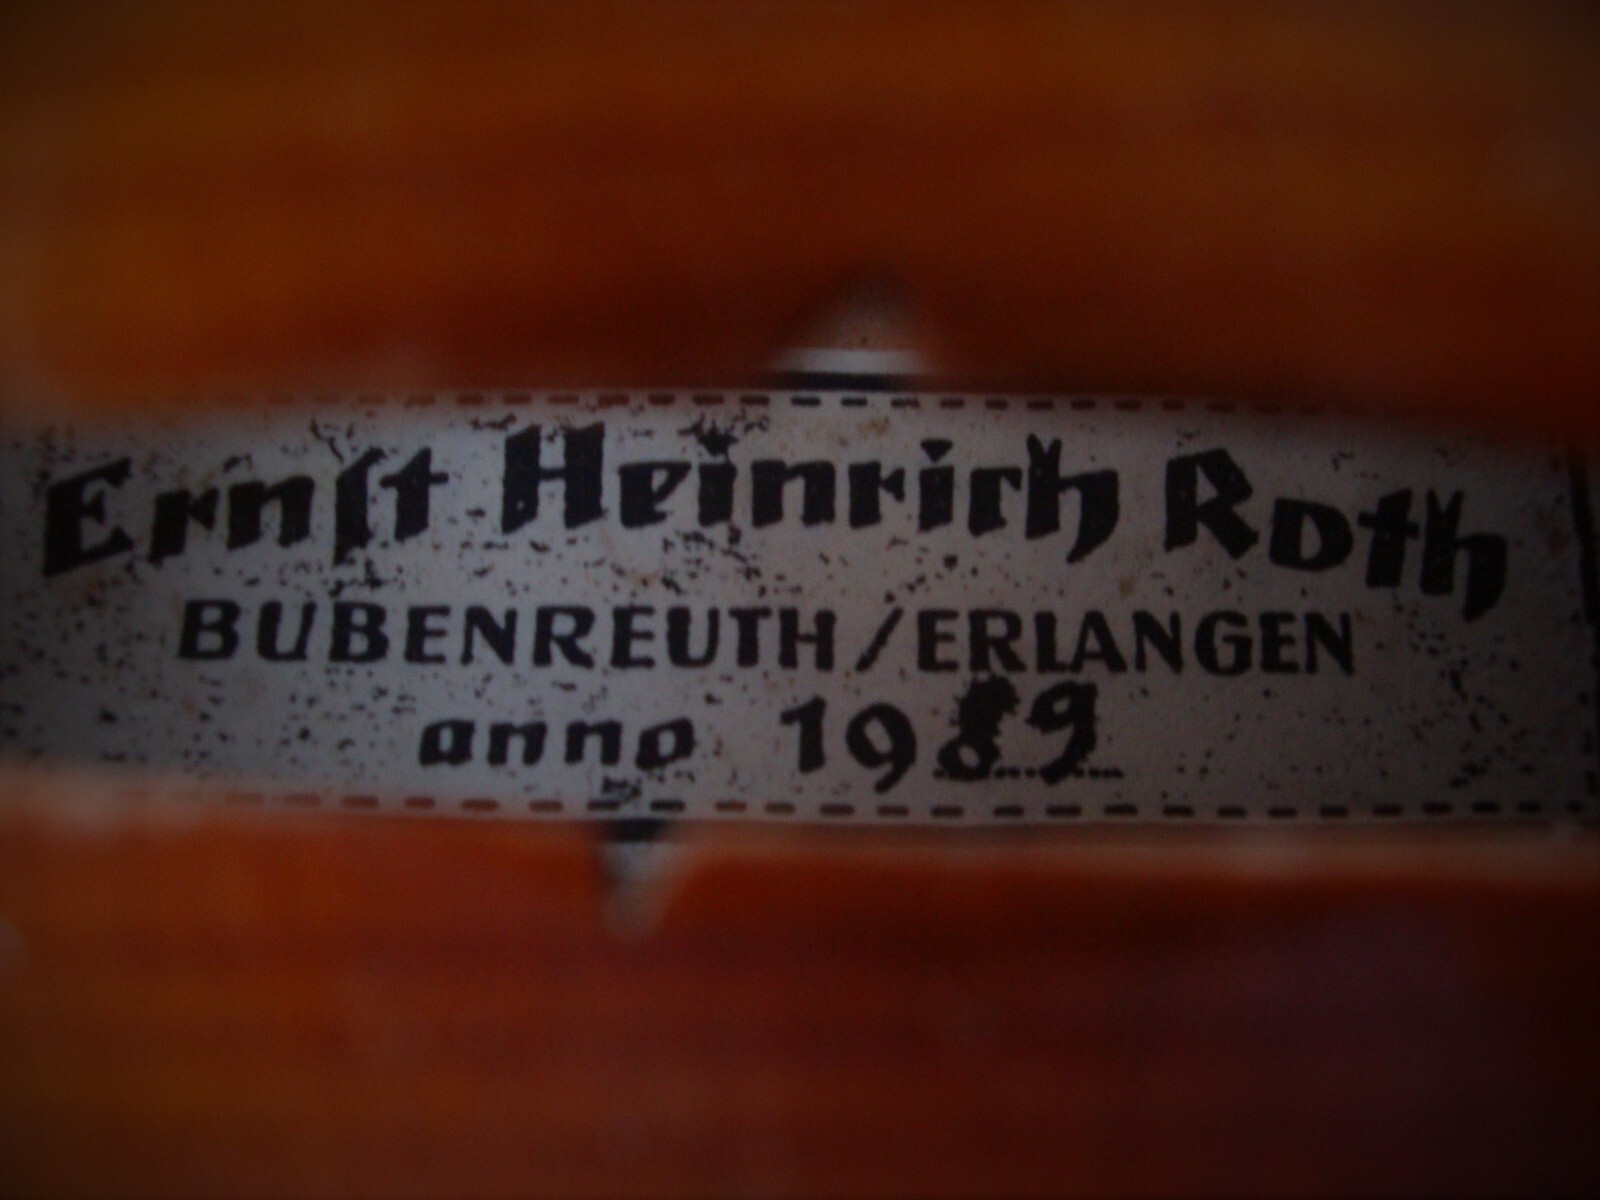 Ernſt Heinrich Roth
BUBENREUTH/ERLANGEN
anno 1989